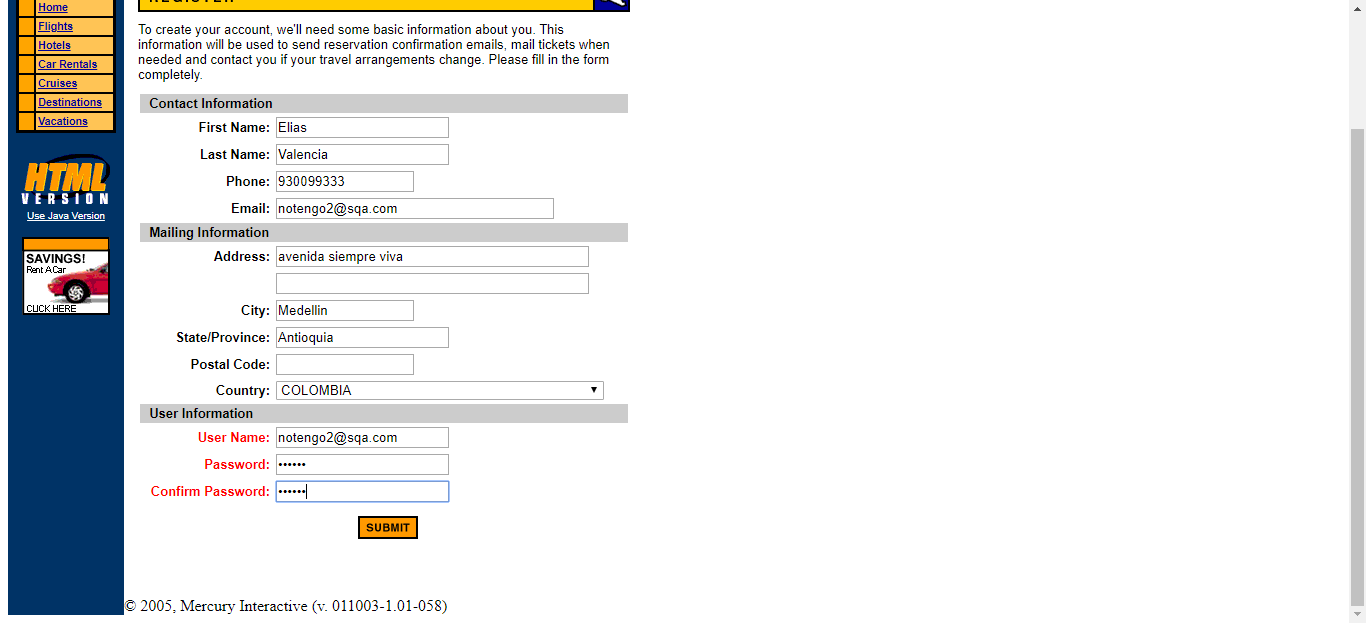 Home
REGISTER
Flights
Hotels
Car Rentals
Cruises
Destinations
Vacations
HTML
VERSION
Use Java Version
SAVINGS!
Rent A Car
CLICK HERE
To create your account, we'll need some basic information about you. This
information will be used to send reservation confirmation emails, mail tickets when
needed and contact you if your travel arrangements change. Please fill in the form
completely.
Contact Information
First Name: Elias
Last Name: Valencia
Phone: 930099333
Email: notengo2@sqa.com
Mailing Information
Address: avenida siempre viva
City: Medellin
State/Province: Antioquia
Postal Code:
Country: COLOMBIA
User Information
User Name: notengo2@sqa.com
Password: ••••••
Confirm Password: ••••••
SUBMIT
© 2005, Mercury Interactive (v. 011003-1.01-058)